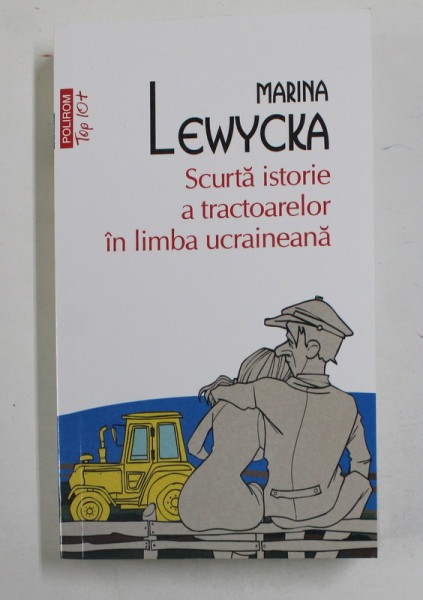 POLIROM
Top 10+
MARINA
LEWYCKA
Scurtă istorie
a tractoarelor
în limba ucraineană